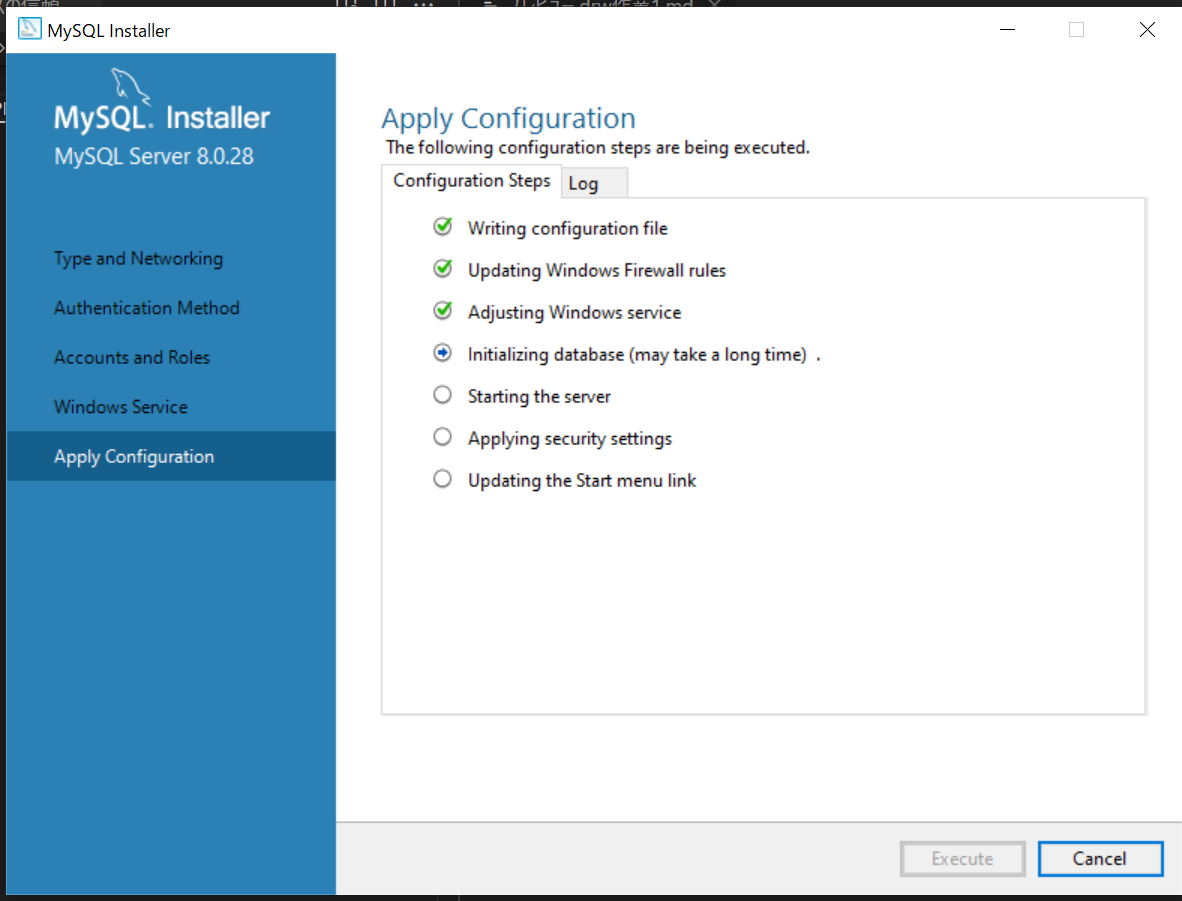 MySQL Installer
MySQL. Installer
MySQL Server 8.0.28
Type and Networking
Authentication Method
Accounts and Roles
Windows Service
Apply Configuration
Apply Configuration
The following configuration steps are being executed.
Configuration Steps
Log
Writing configuration file
Updating Windows Firewall rules
Adjusting Windows service
Initializing database (may take a long time) .
Starting the server
Applying security settings
Updating the Start menu link
Execute
Cancel